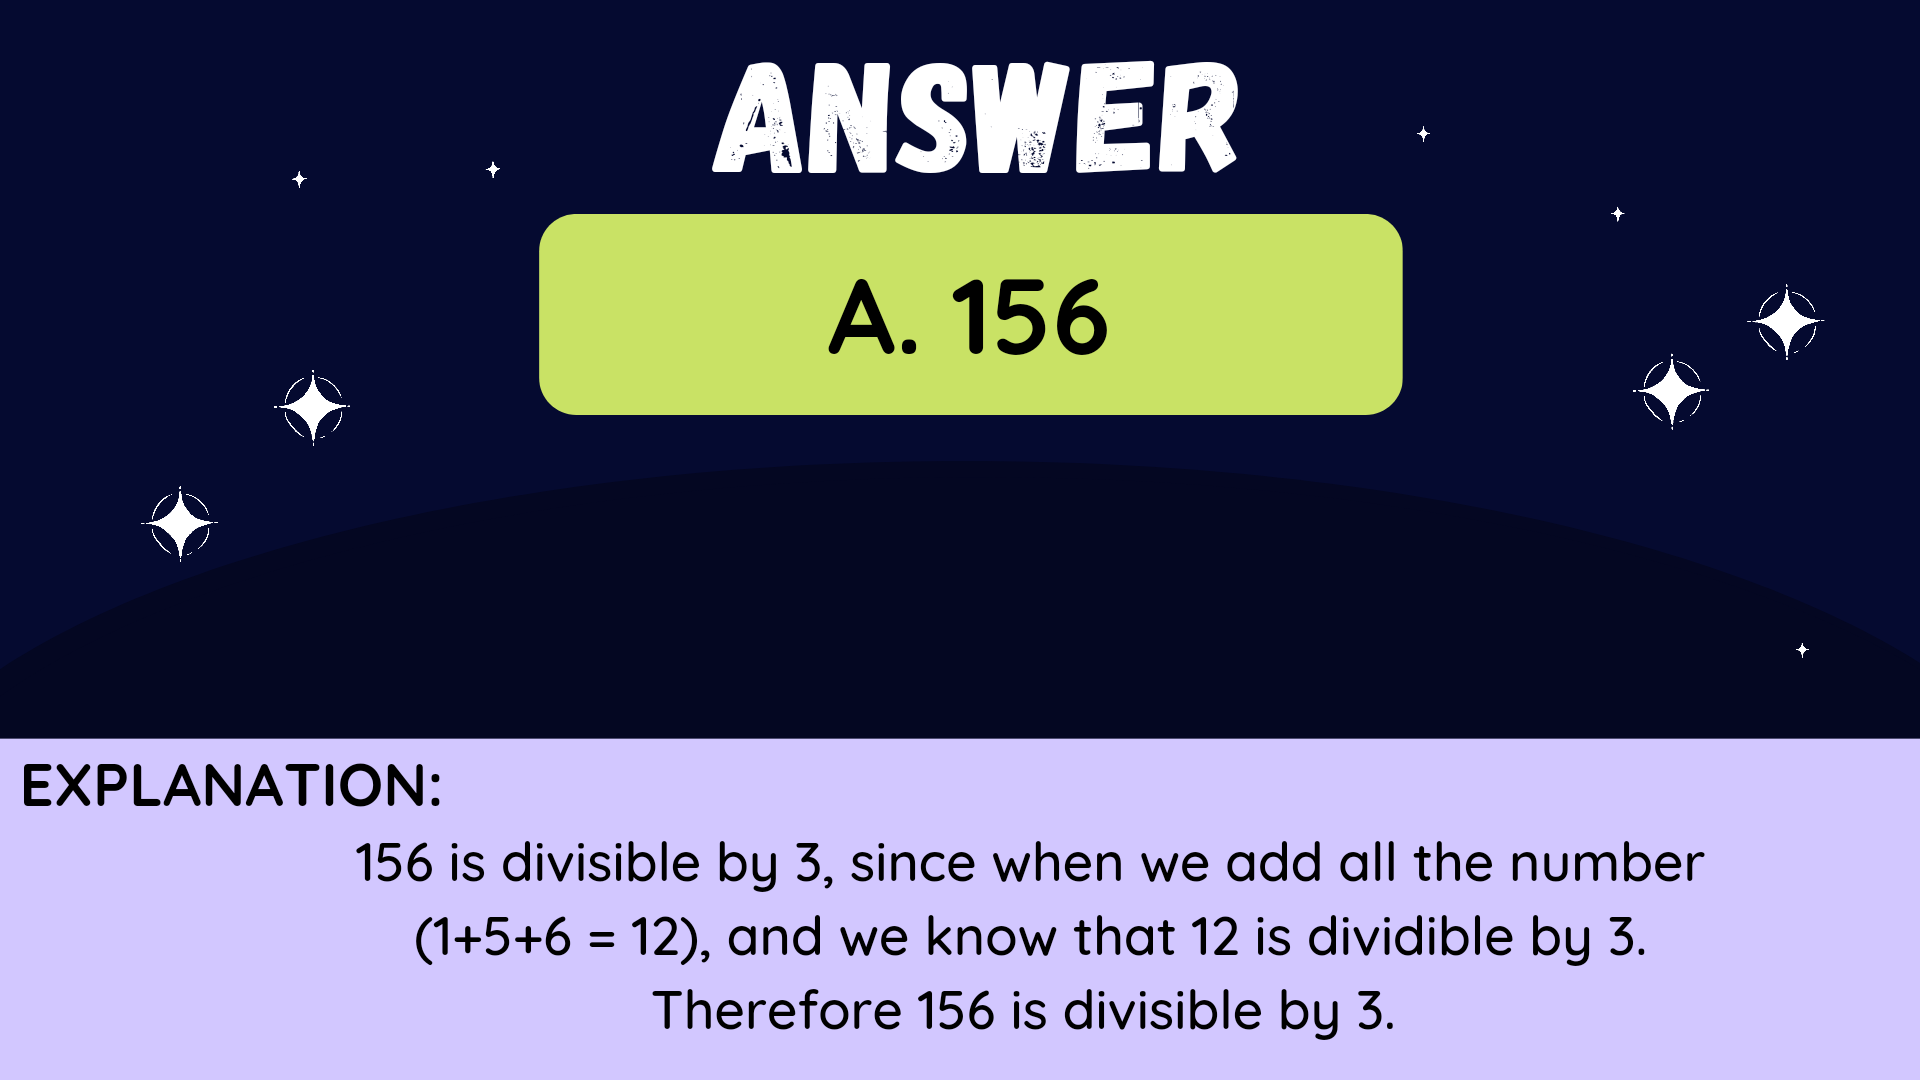 ANSWER
A. 156
EXPLANATION:
156 is divisible by 3, since when we add all the number
(1+5+6 = 12), and we know that 12 is dividible by 3.
Therefore 156 is divisible by 3.